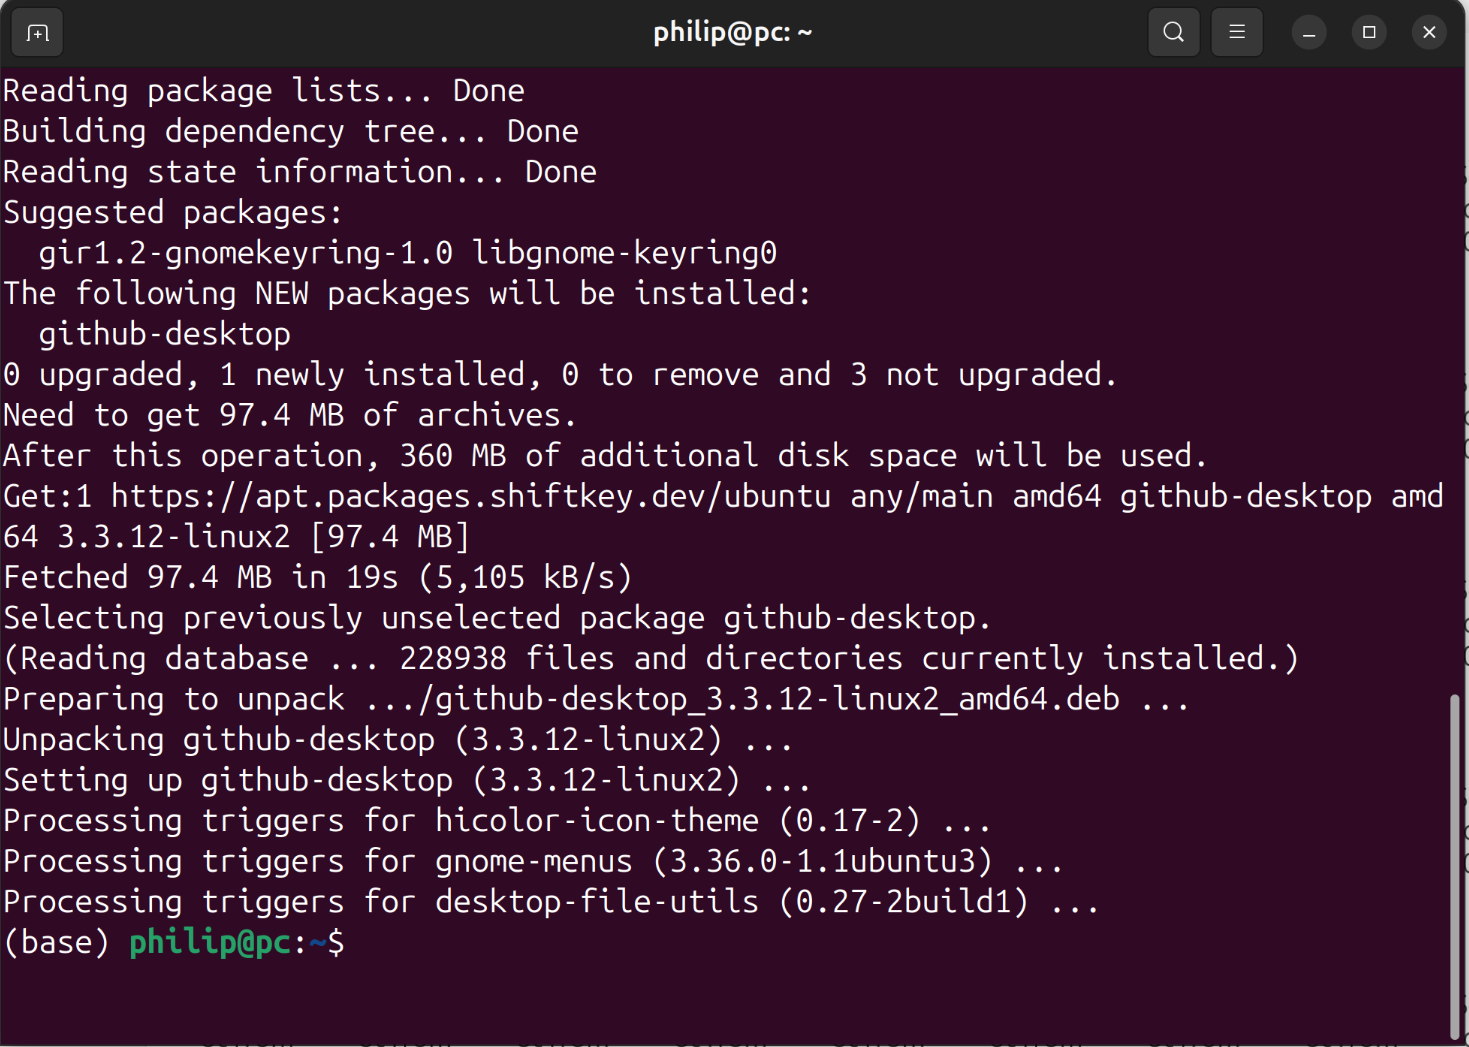 philip@pc: ~
Reading package lists... Done
Building dependency tree... Done
Reading state information... Done
Suggested packages:
  gir1.2-gnomekeyring-1.0 libgnome-keyring0
The following NEW packages will be installed:
  github-desktop
0 upgraded, 1 newly installed, 0 to remove and 3 not upgraded.
Need to get 97.4 MB of archives.
After this operation, 360 MB of additional disk space will be used.
Get:1 https://apt.packages.shiftkey.dev/ubuntu any/main amd64 github-desktop amd
64 3.3.12-linux2 [97.4 MB]
Fetched 97.4 MB in 19s (5,105 kB/s)
Selecting previously unselected package github-desktop.
(Reading database ... 228938 files and directories currently installed.)
Preparing to unpack .../github-desktop_3.3.12-linux2_amd64.deb ...
Unpacking github-desktop (3.3.12-linux2) ...
Setting up github-desktop (3.3.12-linux2) ...
Processing triggers for hicolor-icon-theme (0.17-2) ...
Processing triggers for gnome-menus (3.36.0-1.1ubuntu3) ...
Processing triggers for desktop-file-utils (0.27-2build1) ...
(base) philip@pc:~$